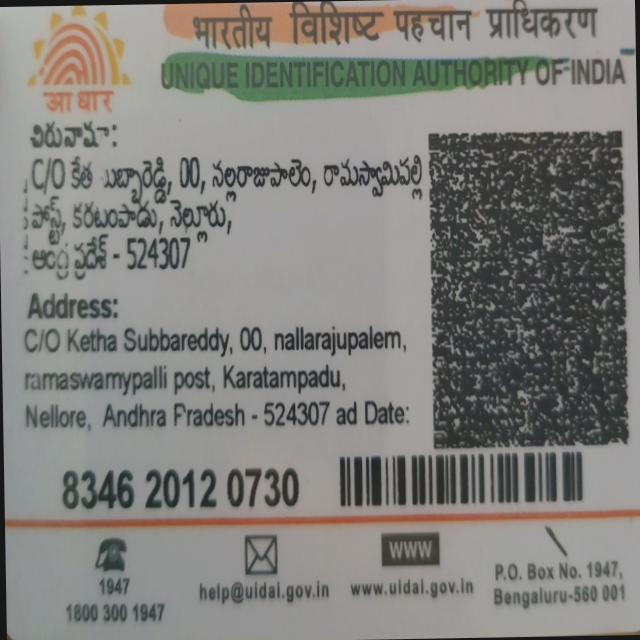 भारतीय विशिष्ट पहचान प्राधिकरण
UNIQUE IDENTIFICATION AUTHORITY OF INDIA
आधार
చిరునామా:
C/O కేత సుబ్బారెడ్డి, 00, నల్లరాజుపాలెం, రామస్వామిపల్లి
పోస్ట్, కరటంపాడు, నెల్లూరు,
ఆంధ్ర ప్రదేశ్ - 524307
Address:
C/O Ketha Subbareddy, 00, nallarajupalem,
ramaswamypalli post, Karatampadu,
Nellore, Andhra Pradesh - 524307 ad Date:
8346 2012 0730
1947
1800 300 1947
help@uidai.gov.in
www
www.uidai.gov.in
P.O. Box No. 1947,
Bengaluru-560 001